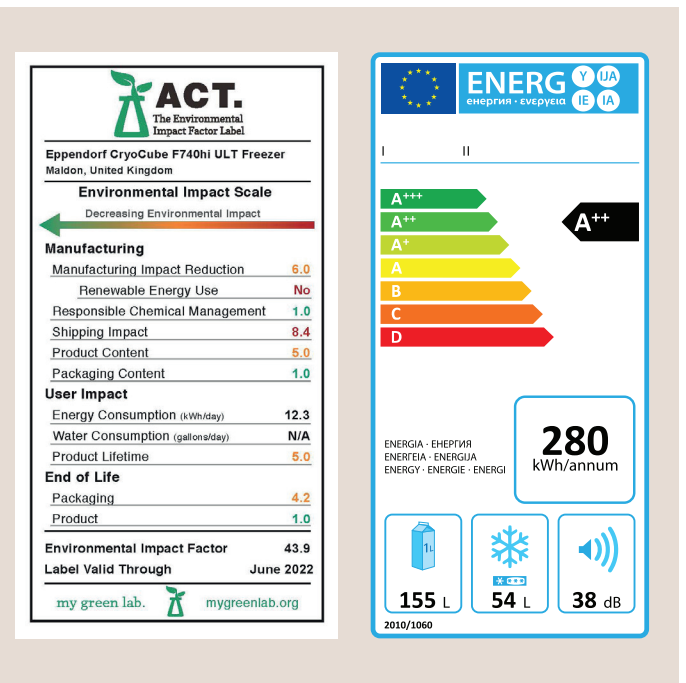 ACT.
The Environmental
Impact Factor Label
Eppendorf CryoCube F740hi ULT Freezer
Maldon, United Kingdom
Environmental Impact Scale
Decreasing Environmental Impact
Manufacturing
Manufacturing Impact Reduction 6.0
Renewable Energy Use No
Responsible Chemical Management 1.0
Shipping Impact 8.4
Product Content 5.0
Packaging Content 1.0
User Impact
Energy Consumption (kWh/day) 12.3
Water Consumption (gallons/day) N/A
Product Lifetime 5.0
End of Life
Packaging 4.2
Product 1.0
Environmental Impact Factor 43.9
Label Valid Through June 2022
my green lab. mygreenlab.org
ENERG Y IJA
енергия · ενεργεια IE IA
I II
A+++
A++ A++
A+
A
B
C
D
ENERGIA · ЕНЕРГИЯ
ΕΝΕΡΓΕΙΑ · ENERGIJA
ENERGY · ENERGIE · ENERGI
280
kWh/annum
1L
155 L 54 L 38 dB
2010/1060